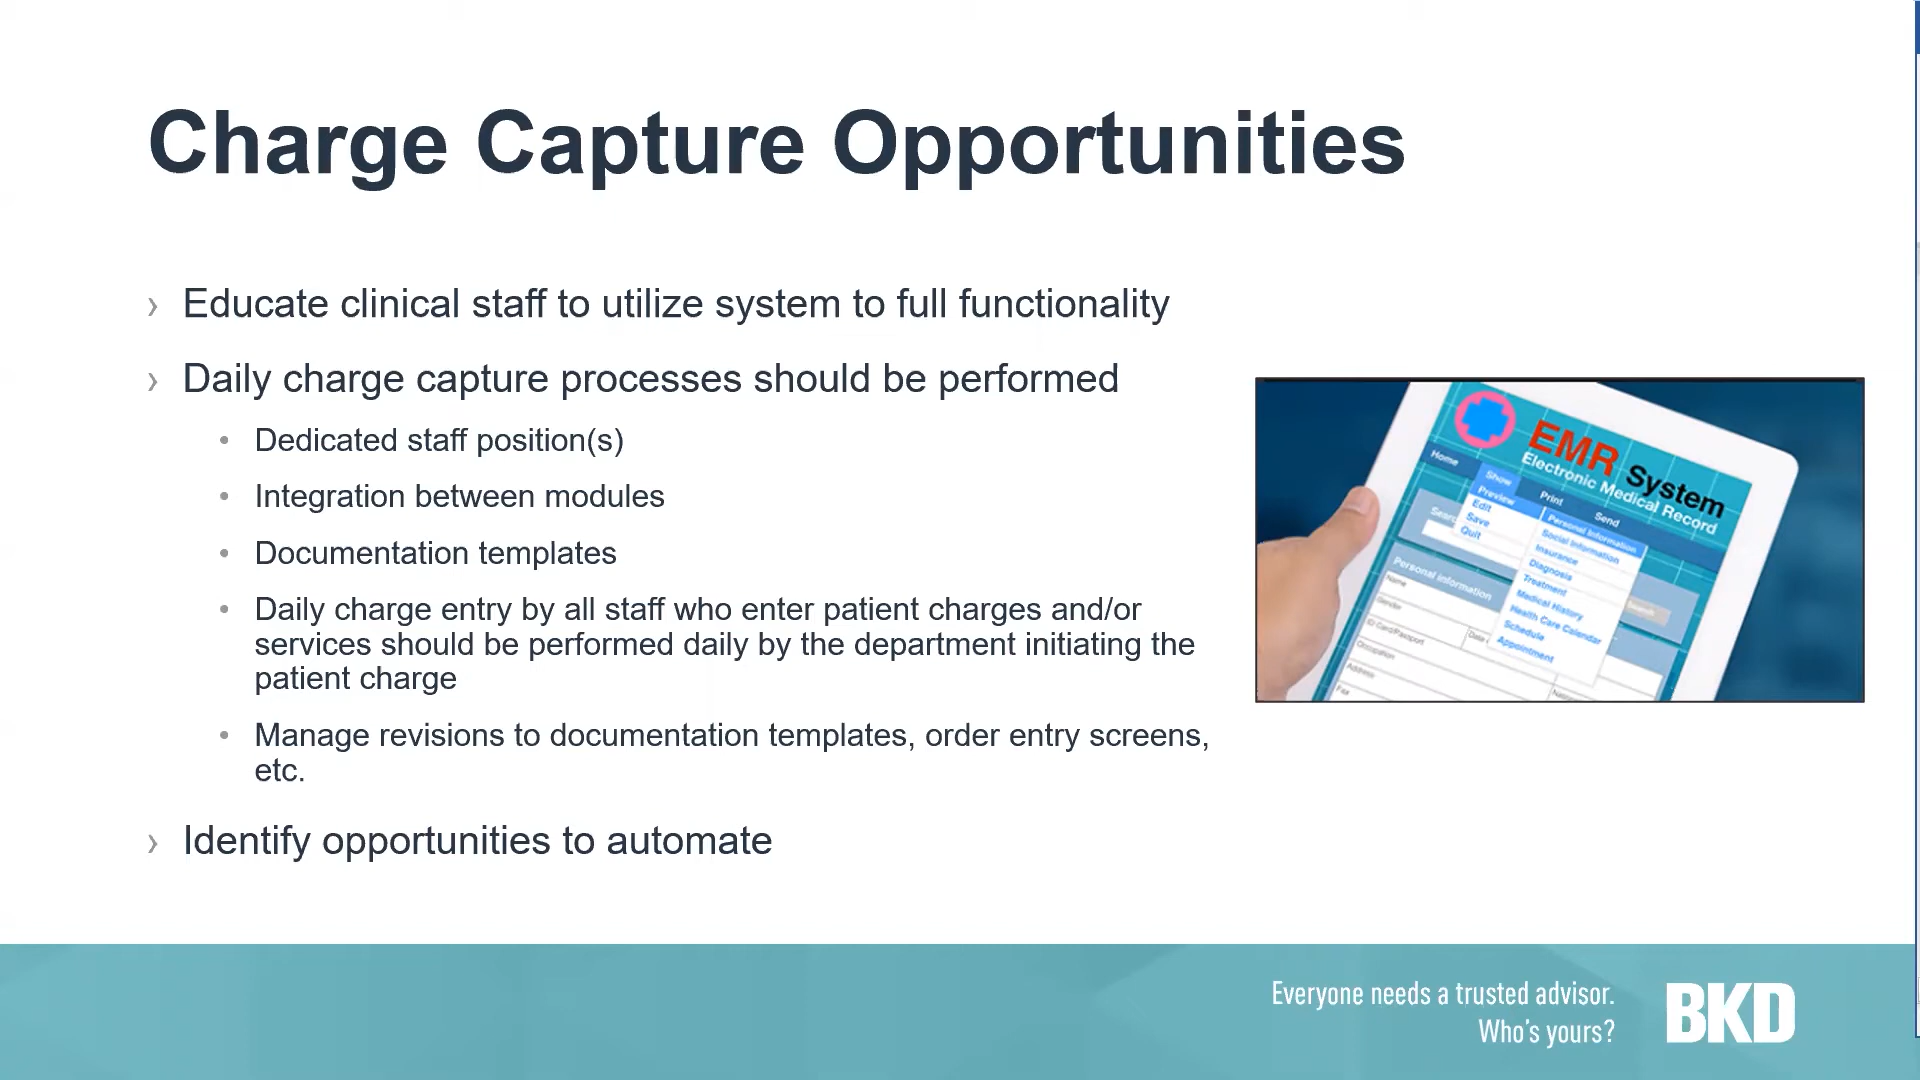 Charge Capture Opportunities
› Educate clinical staff to utilize system to full functionality
› Daily charge capture processes should be performed
• Dedicated staff position(s)
• Integration between modules
• Documentation templates
• Daily charge entry by all staff who enter patient charges and/or
services should be performed daily by the department initiating the
patient charge
• Manage revisions to documentation templates, order entry screens,
etc.
› Identify opportunities to automate
EMR System
Electronic Medical Record
Home
Show
Print
Send
Preview
Edit
Save
Quit
Personal Information
Social Information
Insurance
Diagnosis
Treatment
Medical History
Health Care Calendar
Schedule
Appointment
Search
Personal Information
Name
Gender
ID Card/Passport
Occupation
Address
Fax
Everyone needs a trusted advisor.
Who's yours?
BKD